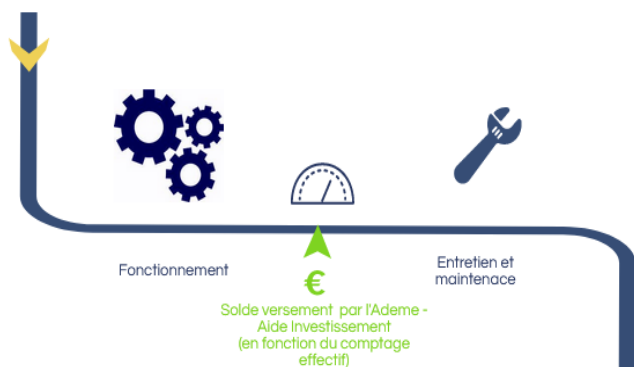 Fonctionnement
Entretien et
maintenace
€
Solde versement par l'Ademe -
Aide Investissement
(en fonction du comptage
effectif)